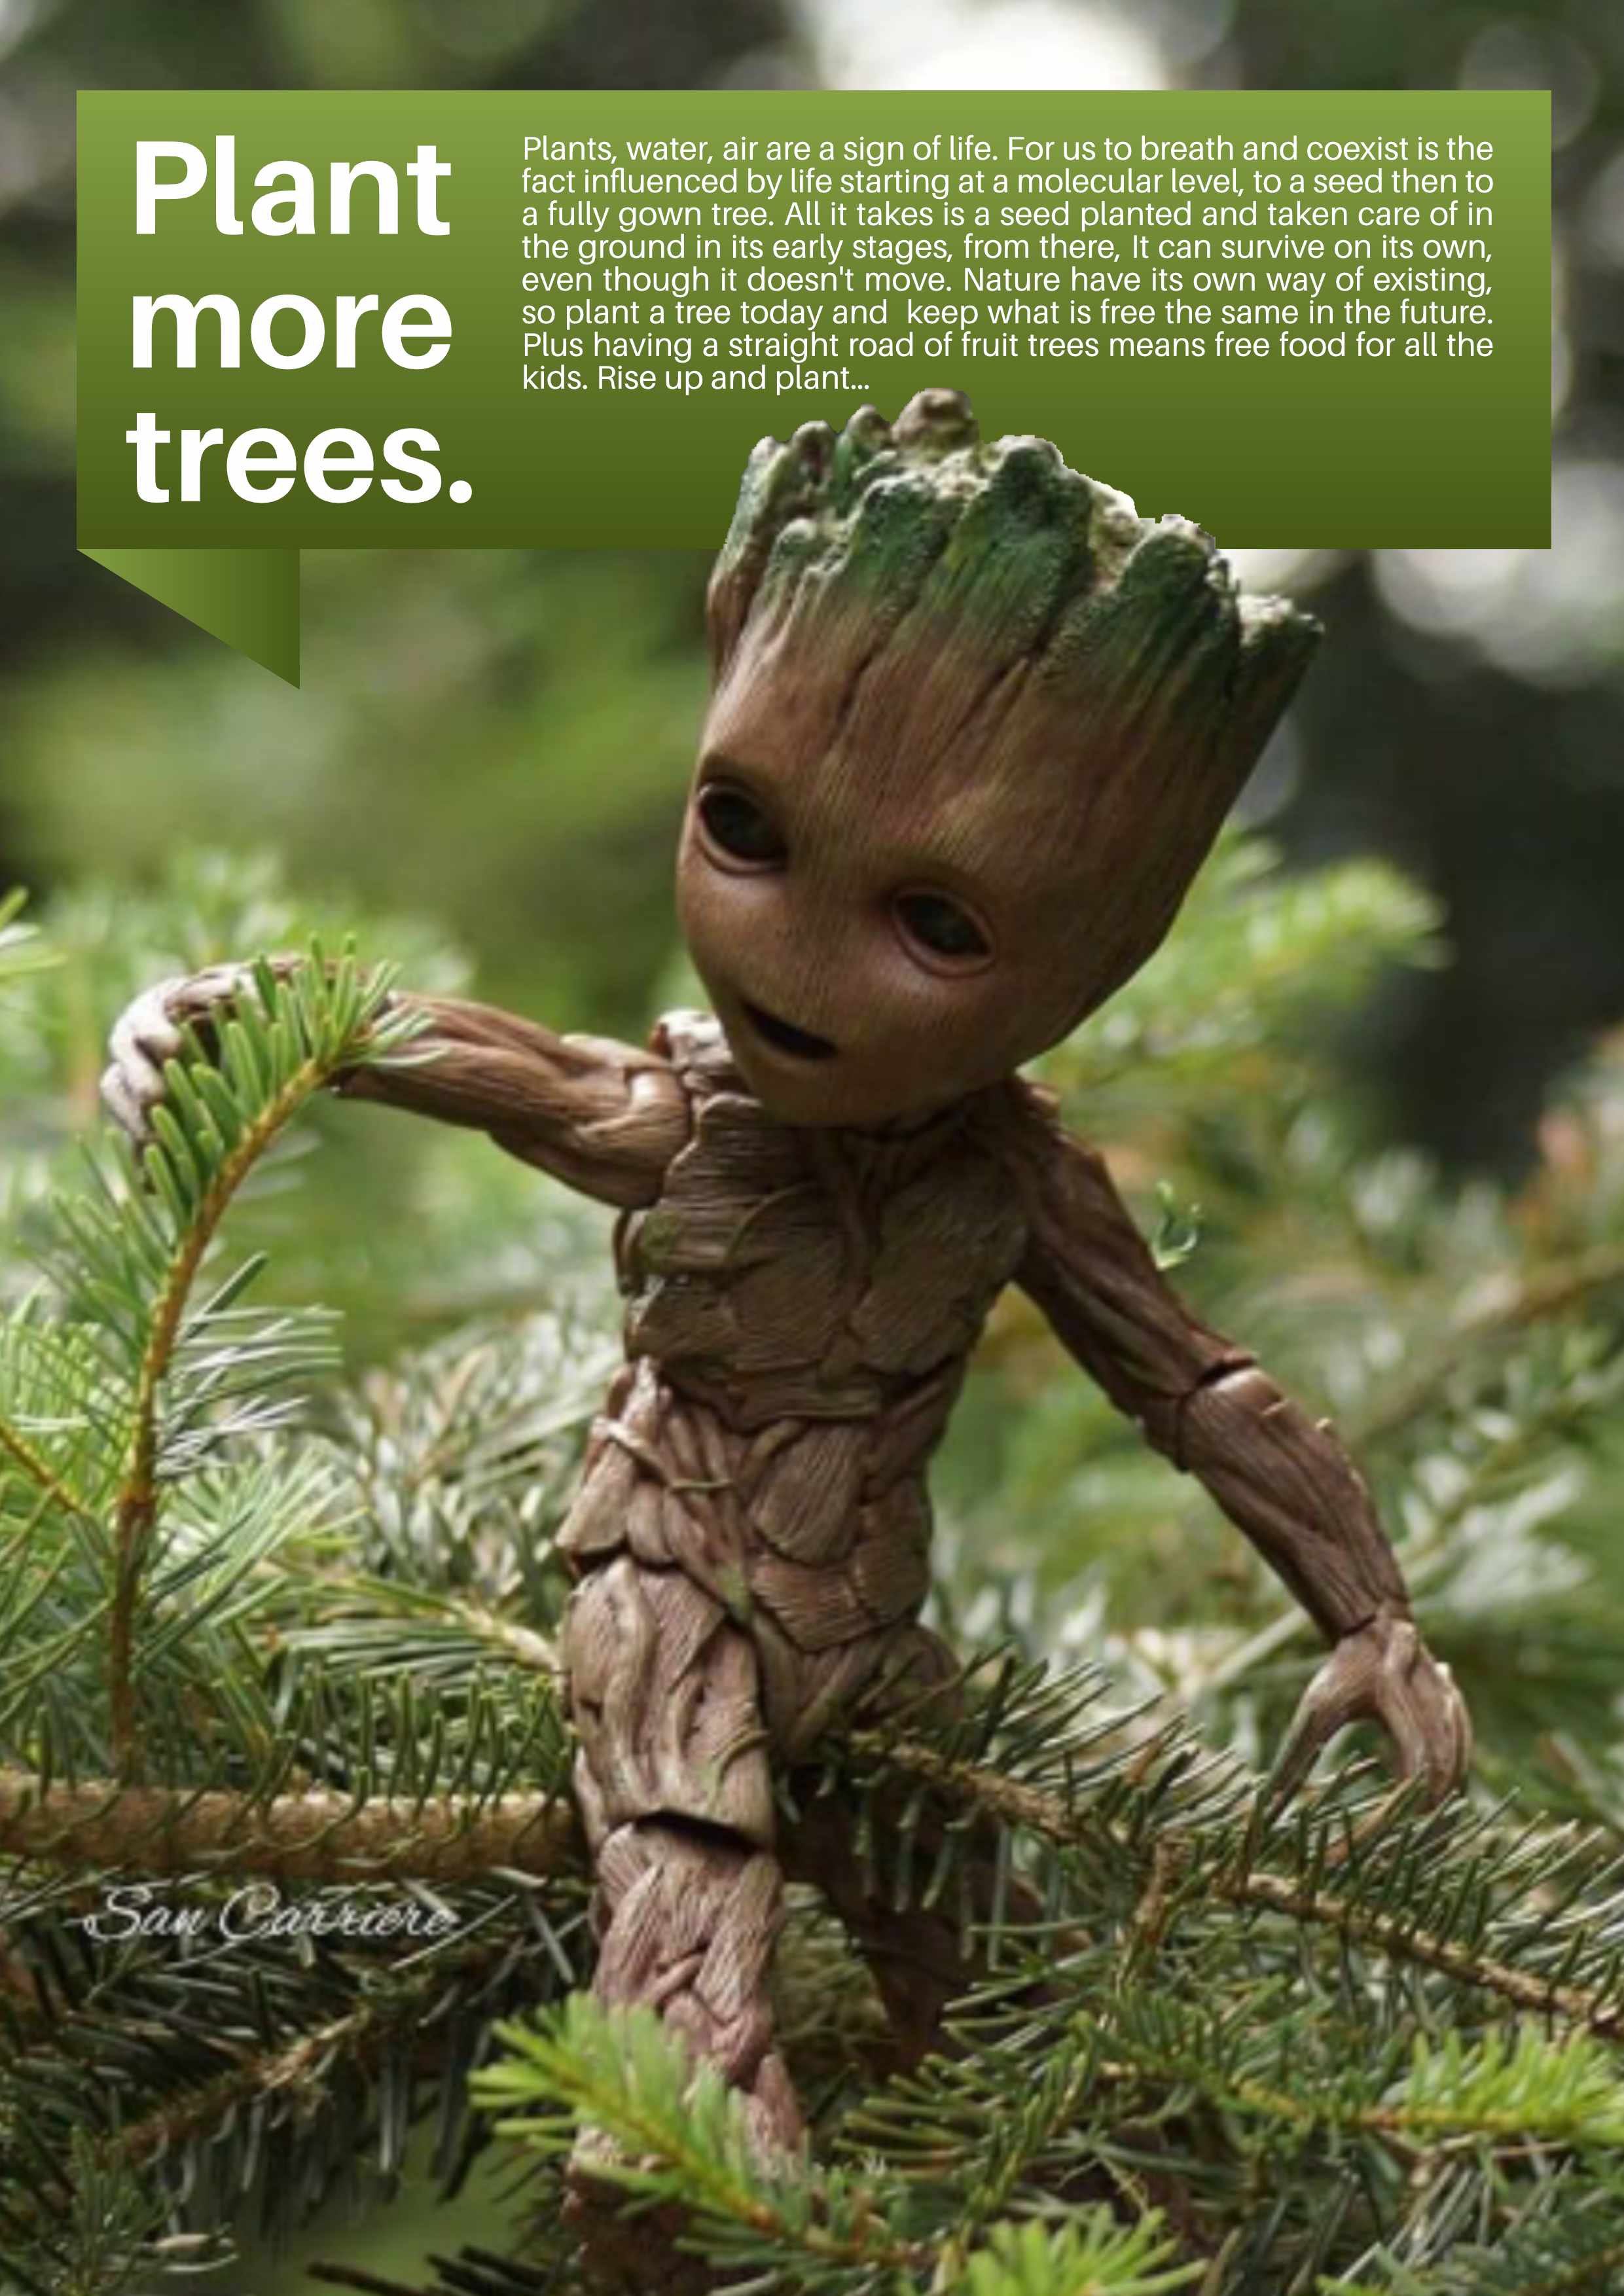 Plant
more
trees.
Plants, water, air are a sign of life. For us to breath and coexist is the
fact influenced by life starting at a molecular level, to a seed then to
a fully gown tree. All it takes is a seed planted and taken care of in
the ground in its early stages, from there, It can survive on its own,
even though it doesn't move. Nature have its own way of existing,
so plant a tree today and  keep what is free the same in the future.
Plus having a straight road of fruit trees means free food for all the
kids. Rise up and plant...
San Carriere